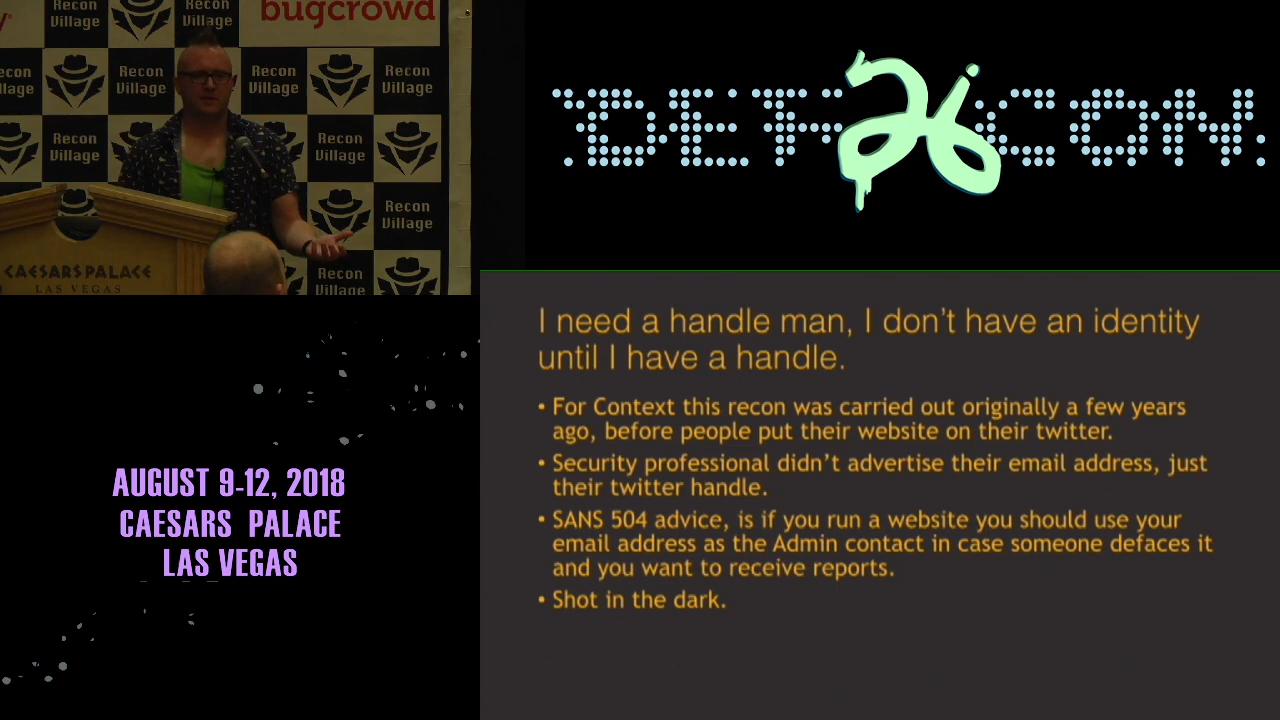 Recon
Village
bugcrowd
Recon
Village
Recon
Village
Recon
Village
Recon
Village
Recon
Village
Recon
Village
Recon
Village
Recon
Village
CAESARS PALACE
LAS VEGAS
DEF CON
26
I need a handle man, I don't have an identity
until I have a handle.
• For Context this recon was carried out originally a few years
ago, before people put their website on their twitter.
• Security professional didn't advertise their email address, just
their twitter handle.
• SANS 504 advice, is if you run a website you should use your
email address as the Admin contact in case someone defaces it
and you want to receive reports.
• Shot in the dark.
AUGUST 9-12, 2018
CAESARS PALACE
LAS VEGAS